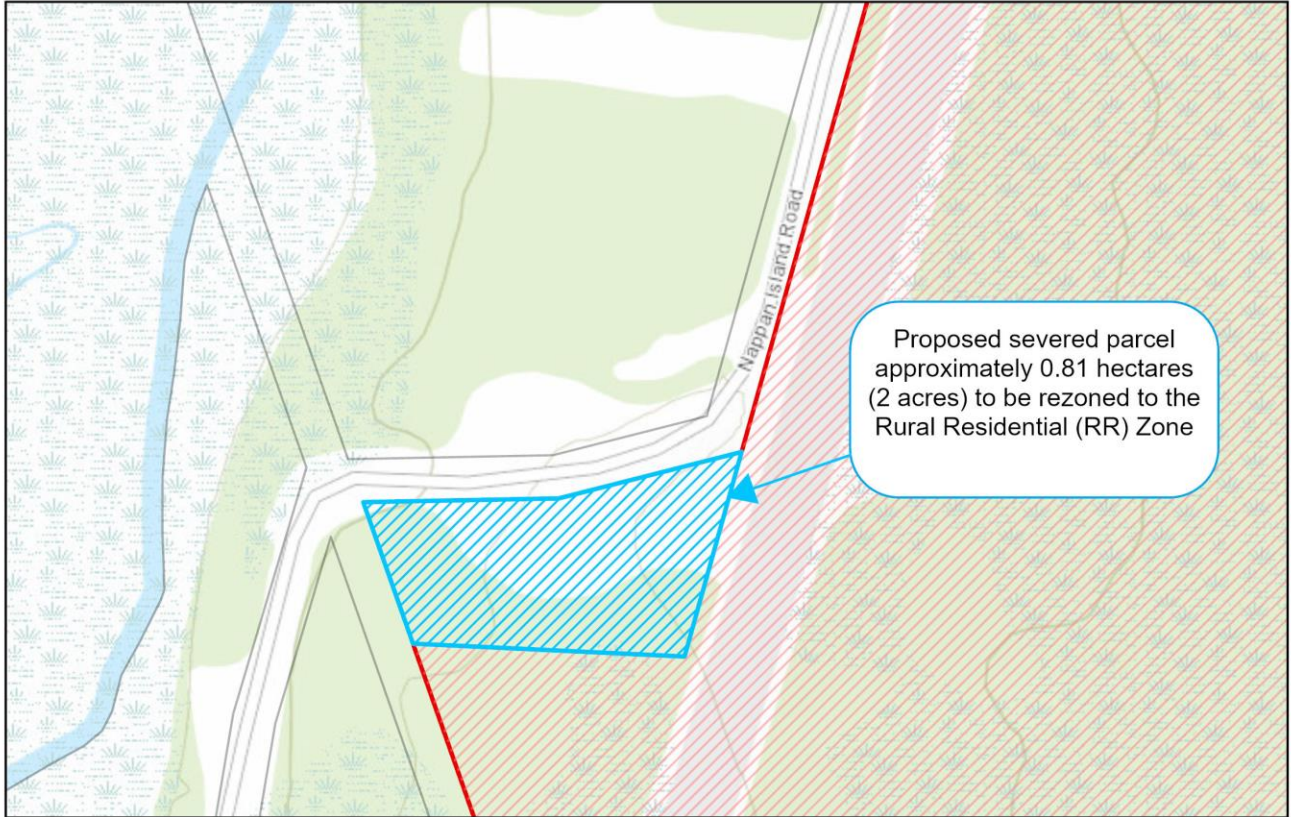 Nappan Island Road
Proposed severed parcel
approximately 0.81 hectares
(2 acres) to be rezoned to the
Rural Residential (RR) Zone